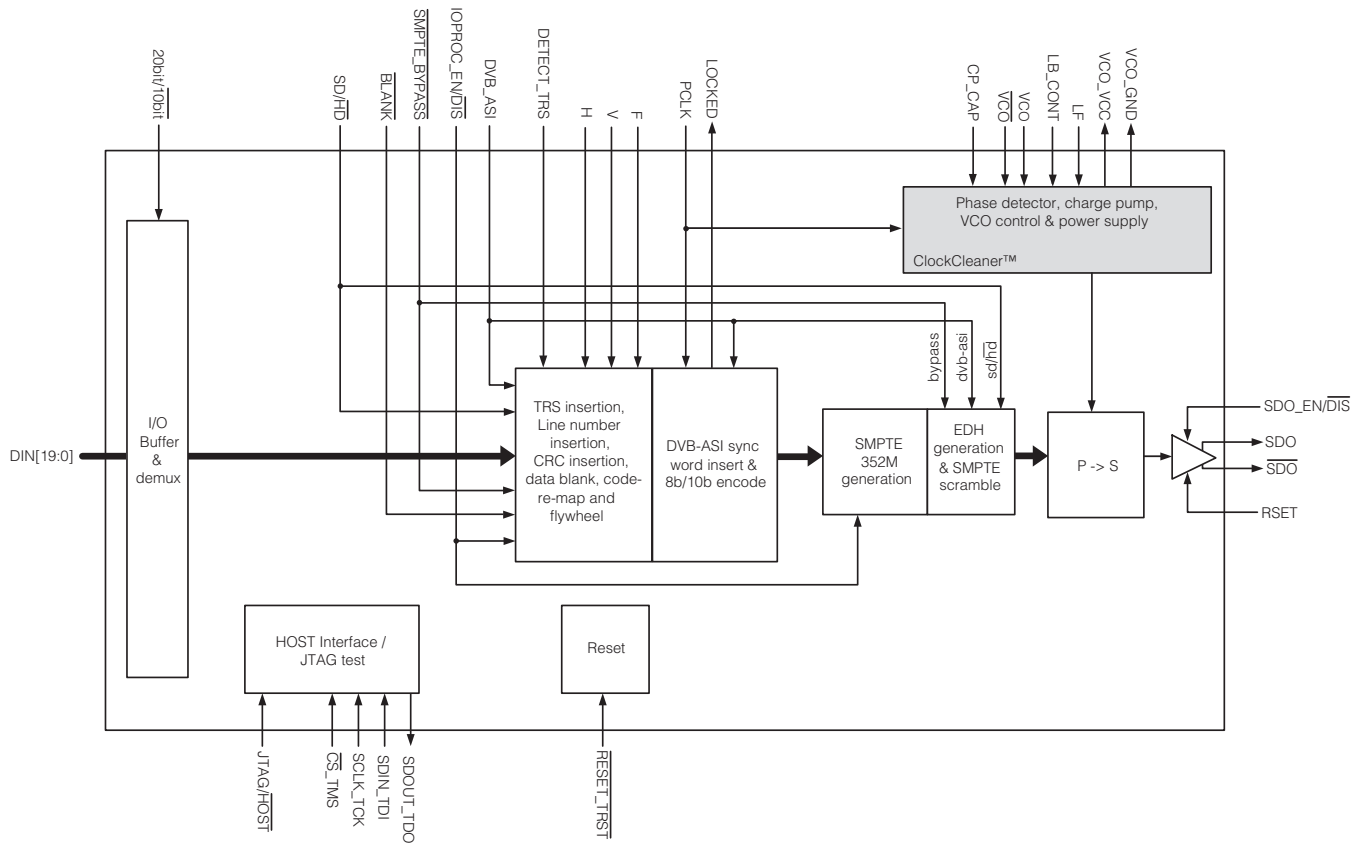 20bit/10bit
SD/HD
BLANK
SMPTE_BYPASS
IOPROC_EN/DIS
DVB_ASI
DETECT_TRS
H
V
F
PCLK
LOCKED
CP_CAP
VCO
VCO
LB_CONT
LF
VCO_VCC
VCO_GND
Phase detector, charge pump,
VCO control & power supply
ClockCleaner™
bypass
dvb-asi
sd/hd
DIN[19:0]
I/O
Buffer
&
demux
TRS insertion,
Line number
insertion,
CRC insertion,
data blank, code-
re-map and
flywheel
DVB-ASI sync
word insert &
8b/10b encode
SMPTE
352M
generation
EDH
generation
& SMPTE
scramble
P -> S
SDO_EN/DIS
SDO
SDO
RSET
HOST Interface /
JTAG test
Reset
JTAG/HOST
CS_TMS
SCLK_TCK
SDIN_TDI
SDOUT_TDO
RESET_TRST